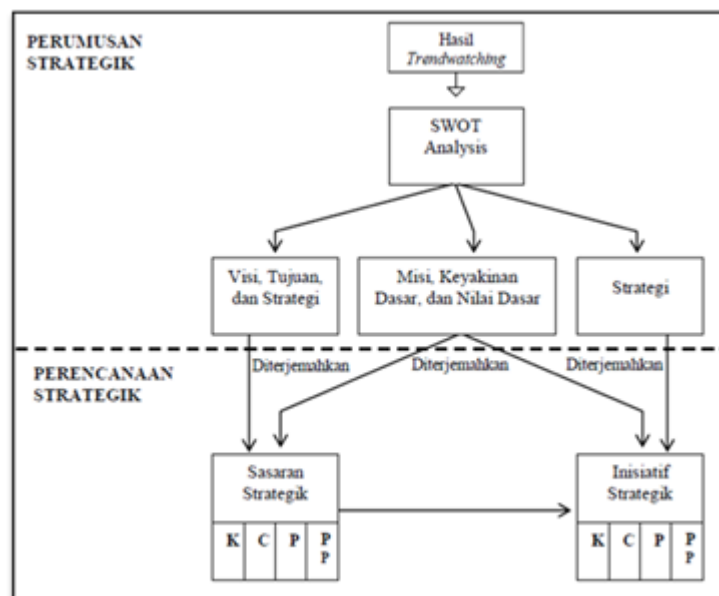 PERUMUSAN
STRATEGIK
Hasil
Trendwatching
SWOT
Analysis
Visi, Tujuan,
dan Strategi
Misi, Keyakinan
Dasar, dan Nilai Dasar
Strategi
PERENCANAAN
STRATEGIK
Diterjemahkan
Diterjemahkan
Diterjemahkan
Sasaran
Strategik
K C P P
P
Inisiatif
Strategik
K C P P
P